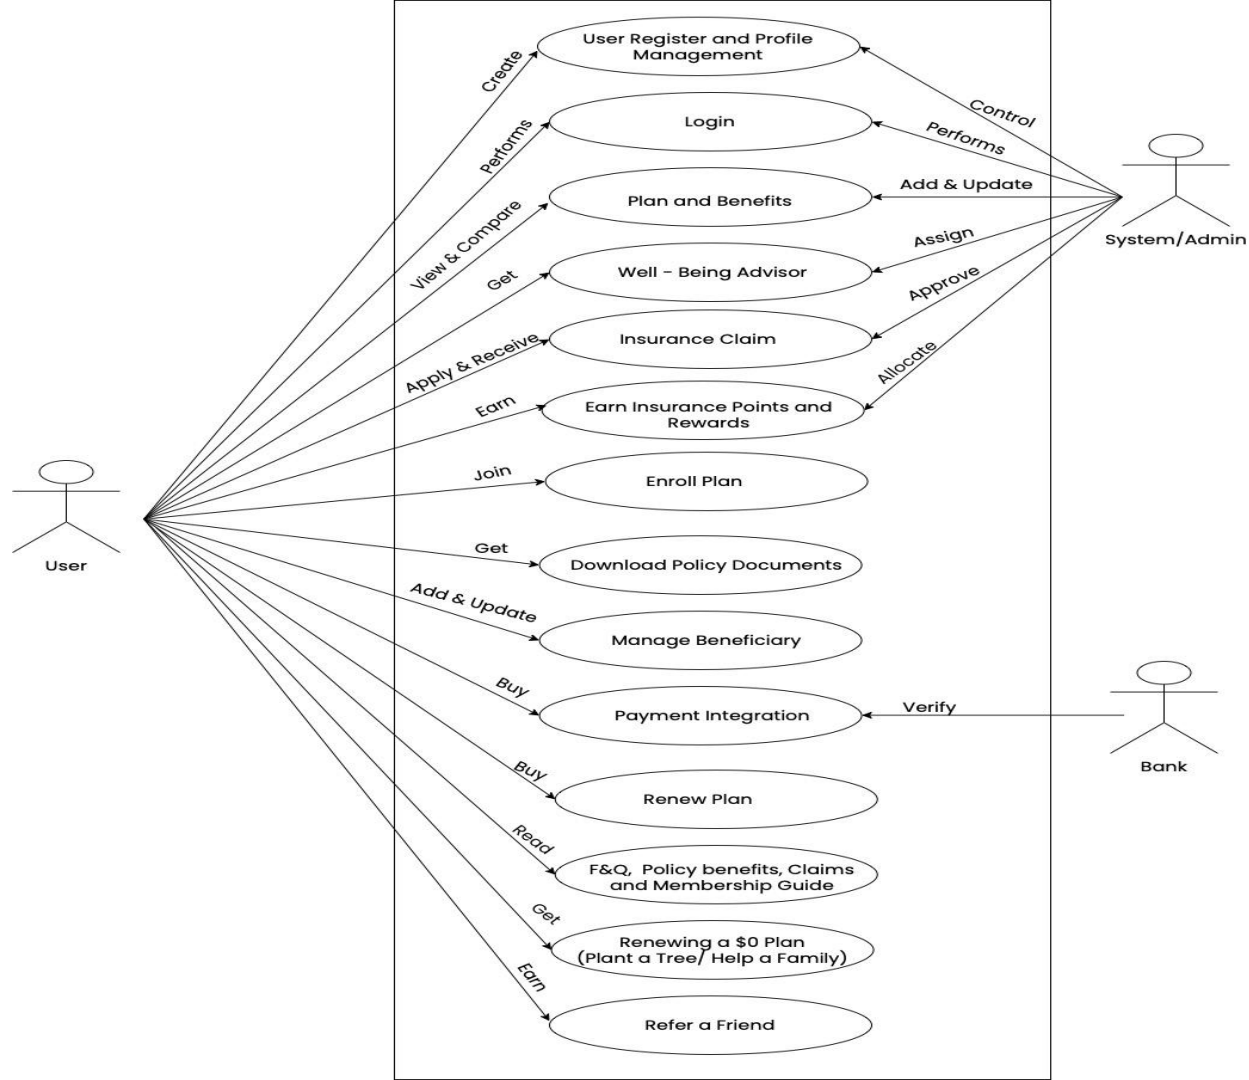 Create
User Register and Profile
Management
Control
Performs
Login
Performs
View & Compare
Plan and Benefits
Add & Update
System/Admin
Get
Well - Being Advisor
Assign
Apply & Receive
Insurance Claim
Approve
Earn
Earn Insurance Points and
Rewards
Allocate
Join
Enroll Plan
User
Get
Download Policy Documents
Add & Update
Manage Beneficiary
Buy
Payment Integration
Verify
Bank
Buy
Renew Plan
Read
F&Q, Policy benefits, Claims
and Membership Guide
Get
Renewing a $0 Plan
(Plant a Tree/ Help a Family)
Earn
Refer a Friend